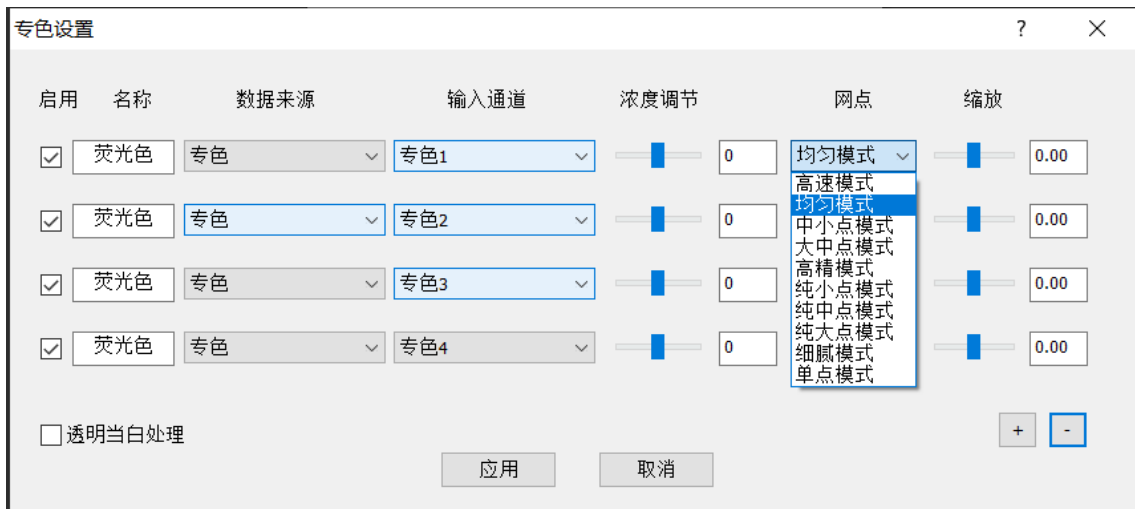 专色设置 ?
启用 名称 数据来源 输入通道 浓度调节 网点 缩放
荧光色 专色 专色1 0 均匀模式 0.00
高速模式
均匀模式
荧光色 专色 专色2 0 中小点模式 0.00
大中点模式
高精模式
荧光色 专色 专色3 0 纯小点模式 0.00
纯中点模式
纯大点模式
荧光色 专色 专色4 0 细腻模式 0.00
单点模式
透明当白处理 + -
应用 取消